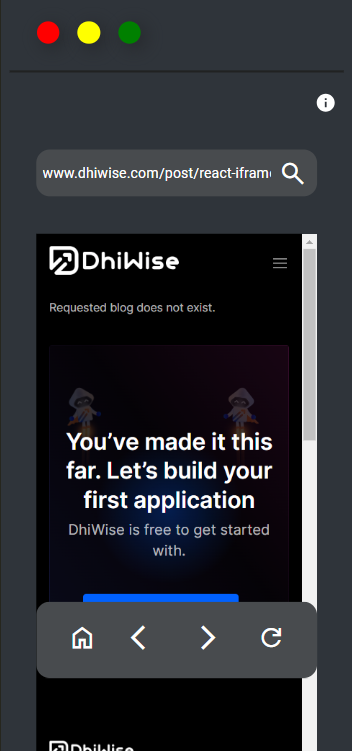 www.dhiwise.com/post/react-ifram
DhiWise
Requested blog does not exist.
You’ve made it this
far. Let’s build your
first application
DhiWise is free to get started
with.
DhiWise